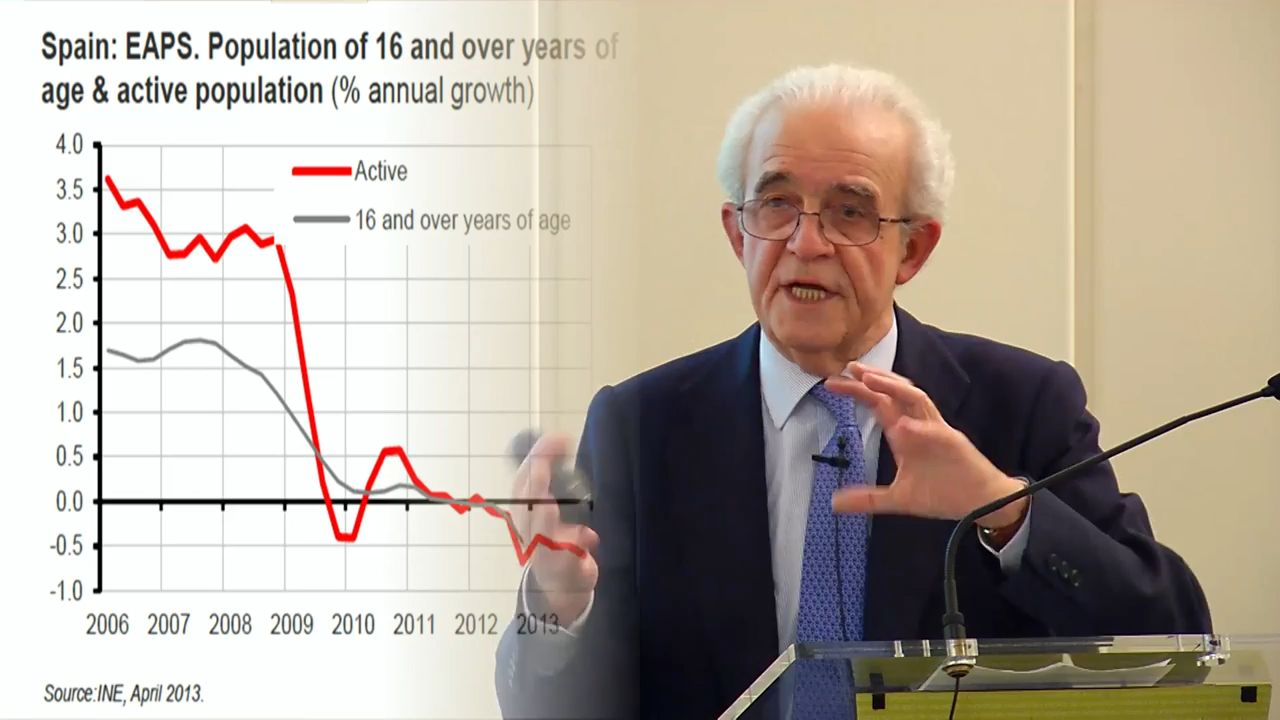 Spain: EAPS. Population of 16 and over years of
age & active population (% annual growth)
4.0
3.5
3.0
2.5
2.0
1.5
1.0
0.5
0.0
-0.5
-1.0
Active
16 and over years of age
2006 2007 2008 2009 2010 2011 2012 2013
Source:INE, April 2013.